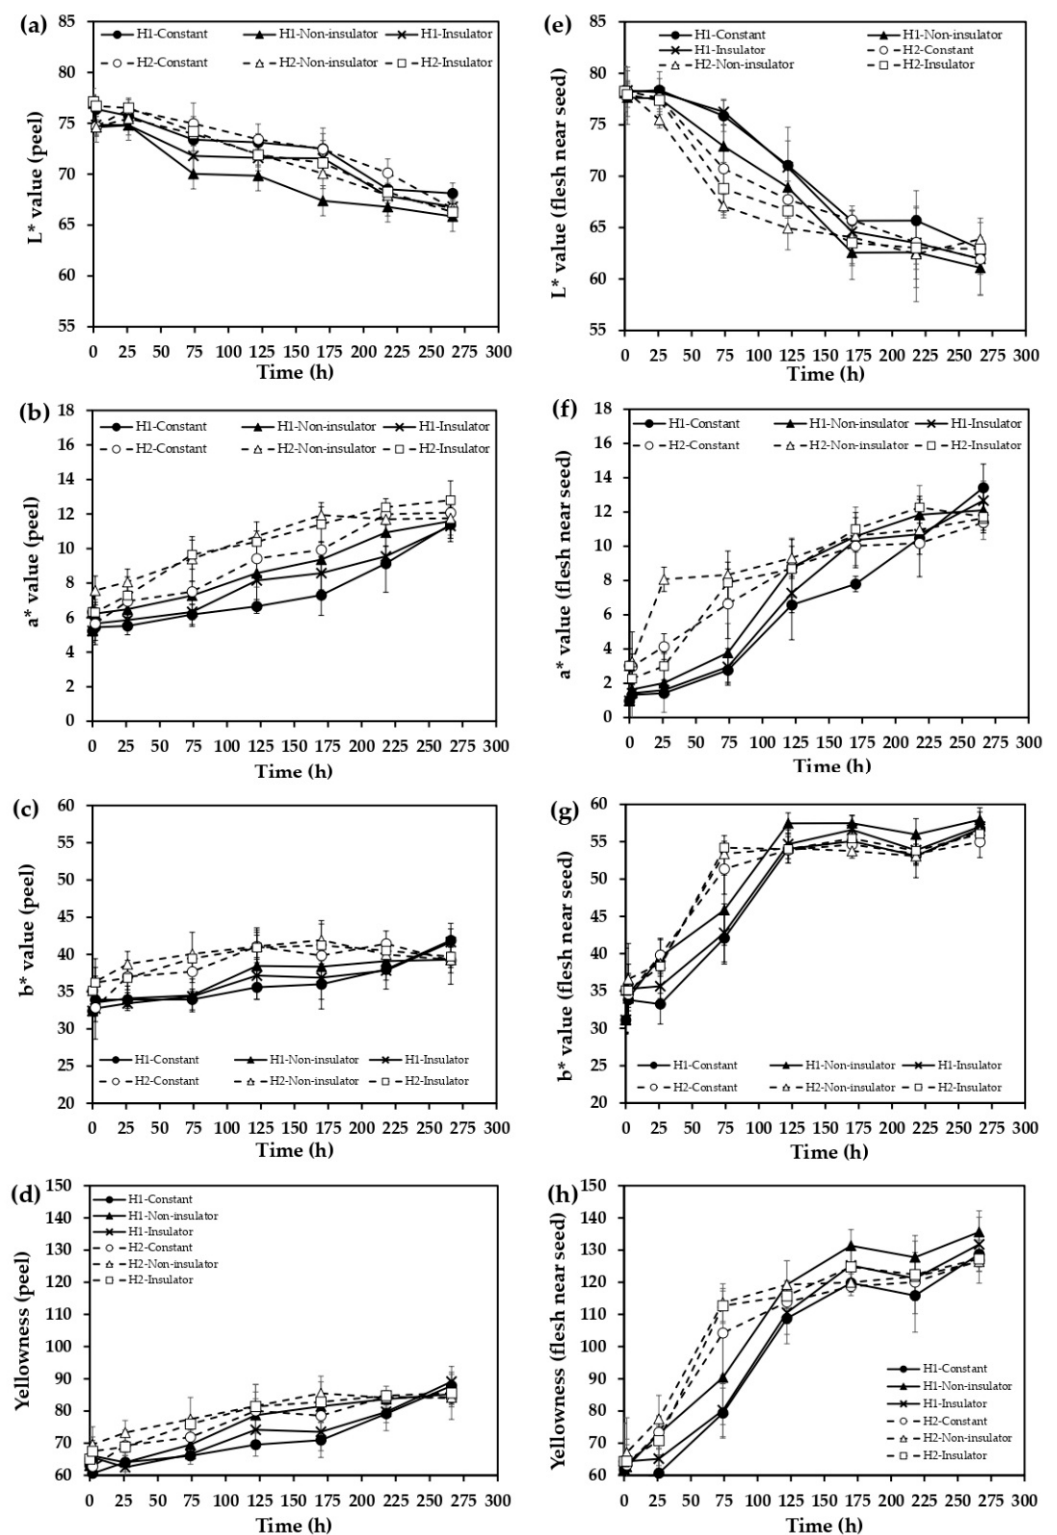 (a)
85
80
75
70
65
60
55
L* value (peel)
H1-Constant H1-Non-insulator H1-Insulator
H2-Constant H2-Non-insulator H2-Insulator
0 25 50 75 100 125 150 175 200 225 250 275 300
Time (h)
(e)
85
80
75
70
65
60
55
L* value (flesh near seed)
H1-Constant H1-Non-insulator
H1-Insulator H2-Constant
H2-Non-insulator H2-Insulator
0 25 50 75 100 125 150 175 200 225 250 275 300
Time (h)
(b)
18
16
14
12
10
8
6
4
2
0
a* value (peel)
H1-Constant H1-Non-insulator H1-Insulator
H2-Constant H2-Non-insulator H2-Insulator
0 25 50 75 100 125 150 175 200 225 250 275 300
Time (h)
(f)
18
16
14
12
10
8
6
4
2
0
a* value (flesh near seed)
H1-Constant H1-Non-insulator H1-Insulator
H2-Constant H2-Non-insulator H2-Insulator
0 25 50 75 100 125 150 175 200 225 250 275 300
Time (h)
(c)
60
55
50
45
40
35
30
25
20
b* value (peel)
H1-Constant H1-Non-insulator H1-Insulator
H2-Constant H2-Non-insulator H2-Insulator
0 25 50 75 100 125 150 175 200 225 250 275 300
Time (h)
(g)
60
55
50
45
40
35
30
25
20
b* value (flesh near seed)
H1-Constant H1-Non-insulator H1-Insulator
H2-Constant H2-Non-insulator H2-Insulator
0 25 50 75 100 125 150 175 200 225 250 275 300
Time (h)
(d)
150
140
130
120
110
100
90
80
70
60
Yellowness (peel)
H1-Constant
H1-Non-insulator
H1-Insulator
H2-Constant
H2-Non-insulator
H2-Insulator
0 25 50 75 100 125 150 175 200 225 250 275 300
Time (h)
(h)
150
140
130
120
110
100
90
80
70
60
Yellowness (flesh near seed)
H1-Constant
H1-Non-insulator
H1-Insulator
H2-Constant
H2-Non-insulator
H2-Insulator
0 25 50 75 100 125 150 175 200 225 250 275 300
Time (h)